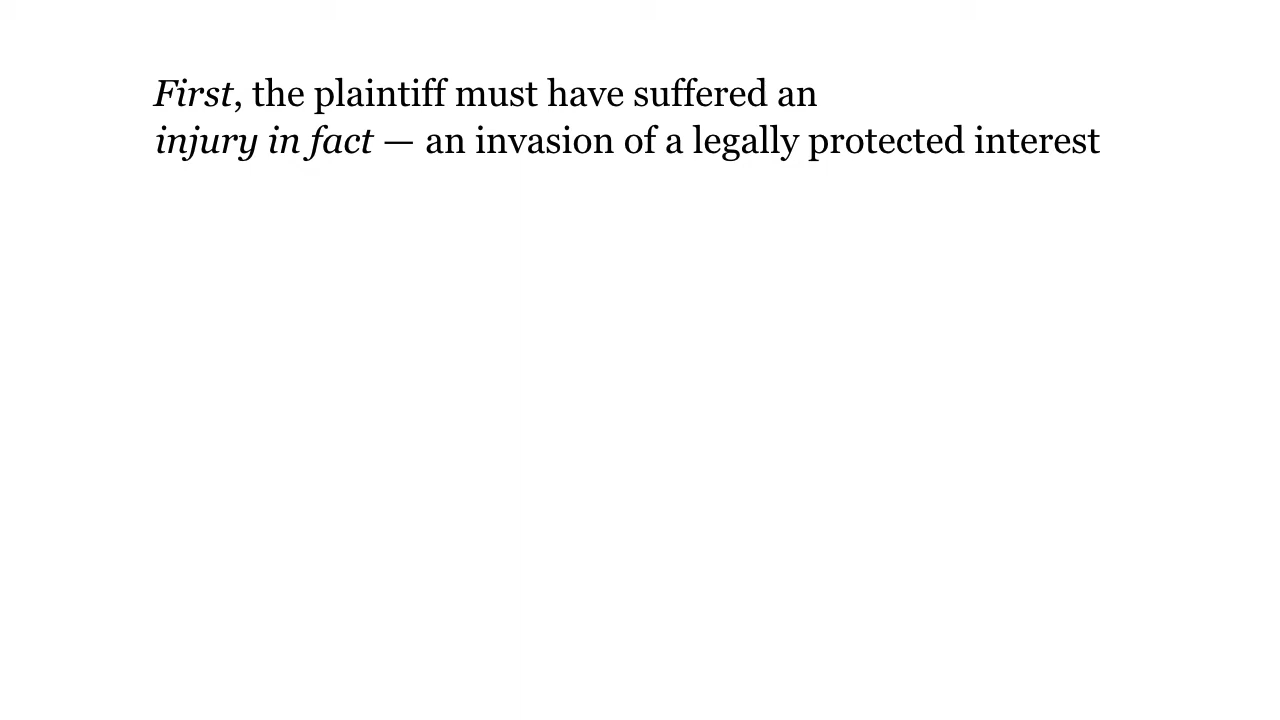 First, the plaintiff must have suffered an
injury in fact — an invasion of a legally protected interest